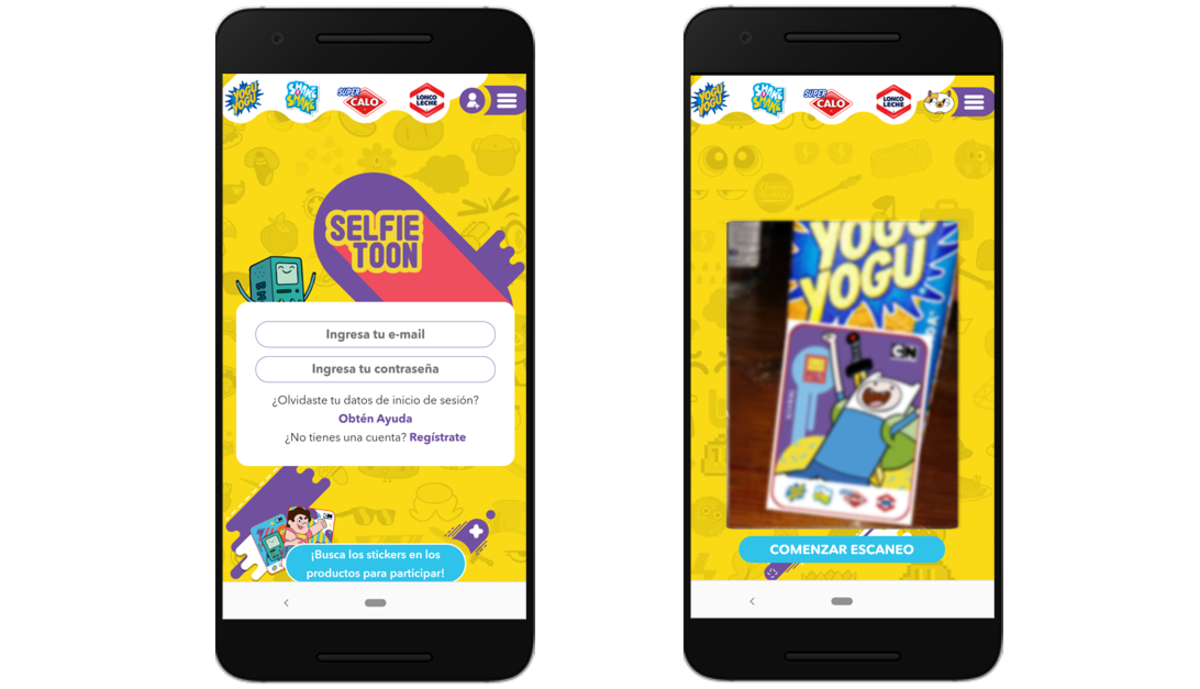 YOGU
YOGU
SHAKE
A
SHAKE
SUPER
CALO
LONCO
LECHE
SELFIE
TOON
BMO
Ingresa tu e-mail
Ingresa tu contraseña
¿Olvidaste tu datos de inicio de sesión?
Obtén Ayuda
¿No tienes una cuenta? Regístrate
¡Busca los stickers en los
productos para participar!
YOGU
YOGU
SHAKE
A
SHAKE
SUPER
CALO
LONCO
LECHE
YOGU
YOGU
CN
COMENZAR ESCANEO